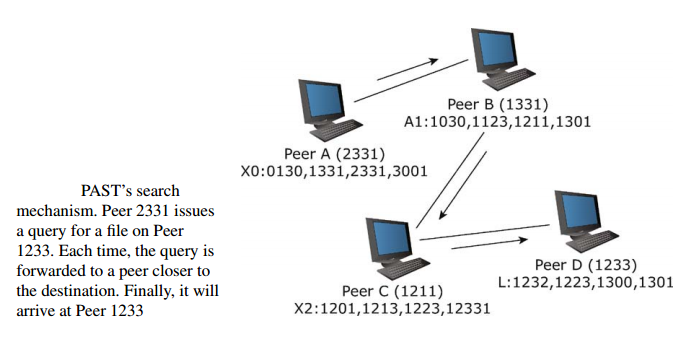 PAST's search
mechanism. Peer 2331 issues
a query for a file on Peer
1233. Each time, the query is
forwarded to a peer closer to
the destination. Finally, it will
arrive at Peer 1233
Peer A (2331)
X0:0130,1331,2331,3001
Peer B (1331)
A1:1030,1123,1211,1301
Peer C (1211)
X2:1201,1213,1223,12331
Peer D (1233)
L:1232,1223,1300,1301